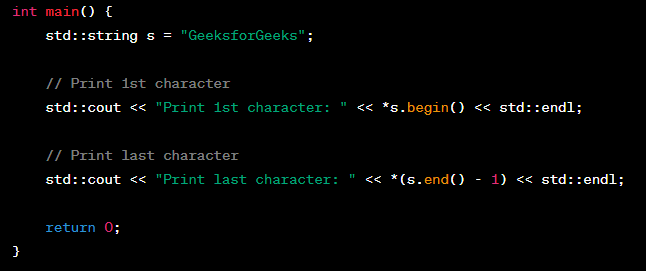 int main() {
    std::string s = "GeeksforGeeks";
    // Print 1st character
    std::cout << "Print 1st character: " << *s.begin() << std::endl;
    // Print last character
    std::cout << "Print last character: " << *(s.end() - 1) << std::endl;
    return 0;
}